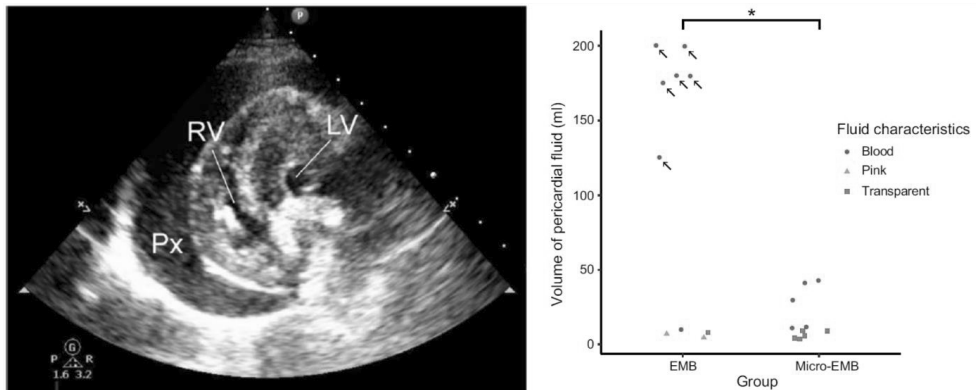 P
RV
LV
Px
G
P R
1.6 3.2
*
200
150
100
50
0
Volume of pericardial fluid (ml)
EMB
Micro-EMB
Group
Fluid characteristics
Blood
Pink
Transparent